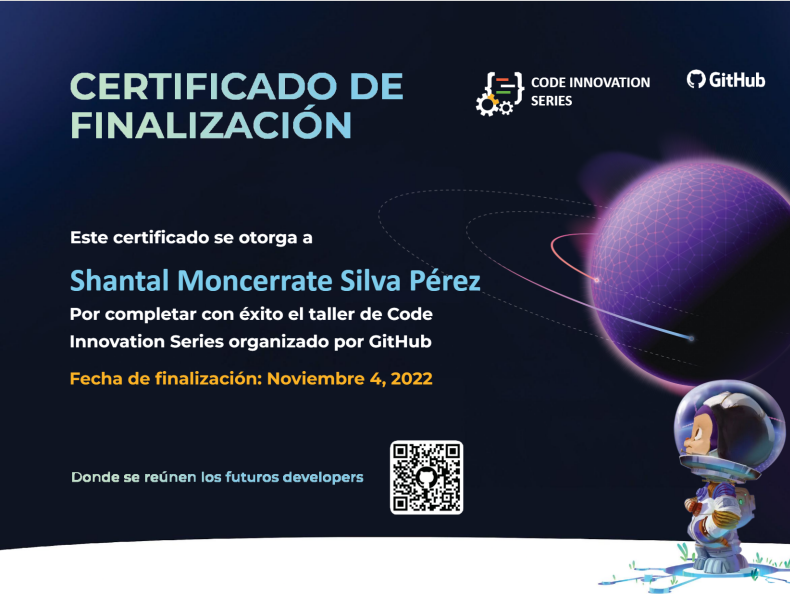 CERTIFICADO DE
FINALIZACIÓN
CODE INNOVATION
SERIES
GitHub
Este certificado se otorga a
Shantal Moncerrate Silva Pérez
Por completar con éxito el taller de Code
Innovation Series organizado por GitHub
Fecha de finalización: Noviembre 4, 2022
Donde se reúnen los futuros developers